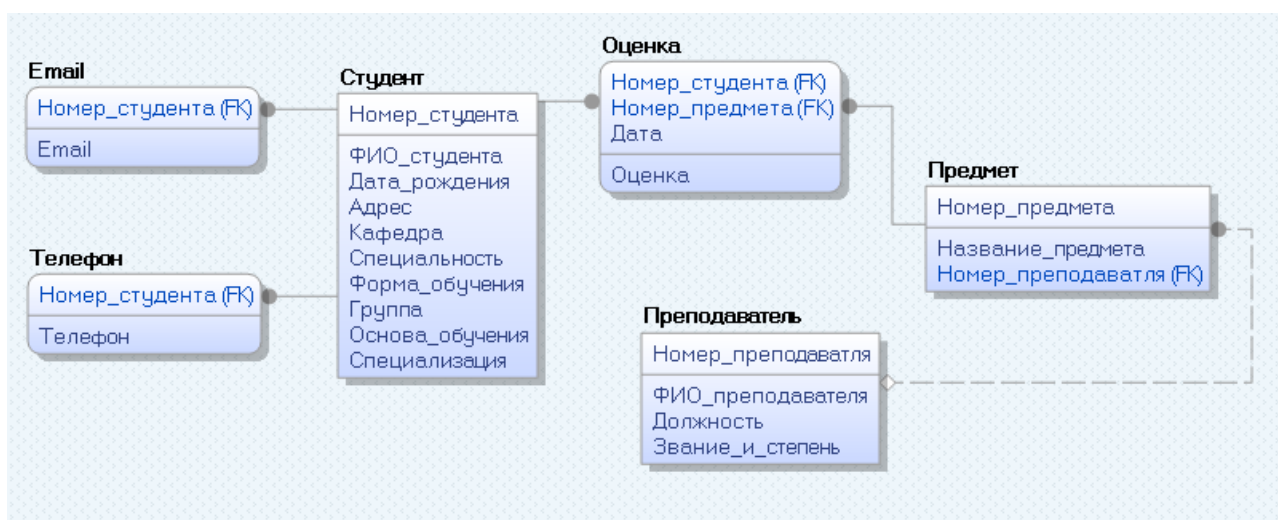 Email
Номер_студента (FK)
Email
Телефон
Номер_студента (FK)
Телефон
Студент
Номер_студента
ФИО_студента
Дата_рождения
Адрес
Кафедра
Специальность
Форма_обучения
Группа
Основа_обучения
Специализация
Оценка
Номер_студента (FK)
Номер_предмета (FK)
Дата
Оценка
Предмет
Номер_предмета
Название_предмета
Номер_преподаватля (FK)
Преподаватель
Номер_преподаватля
ФИО_преподавателя
Должность
Звание_и_степень